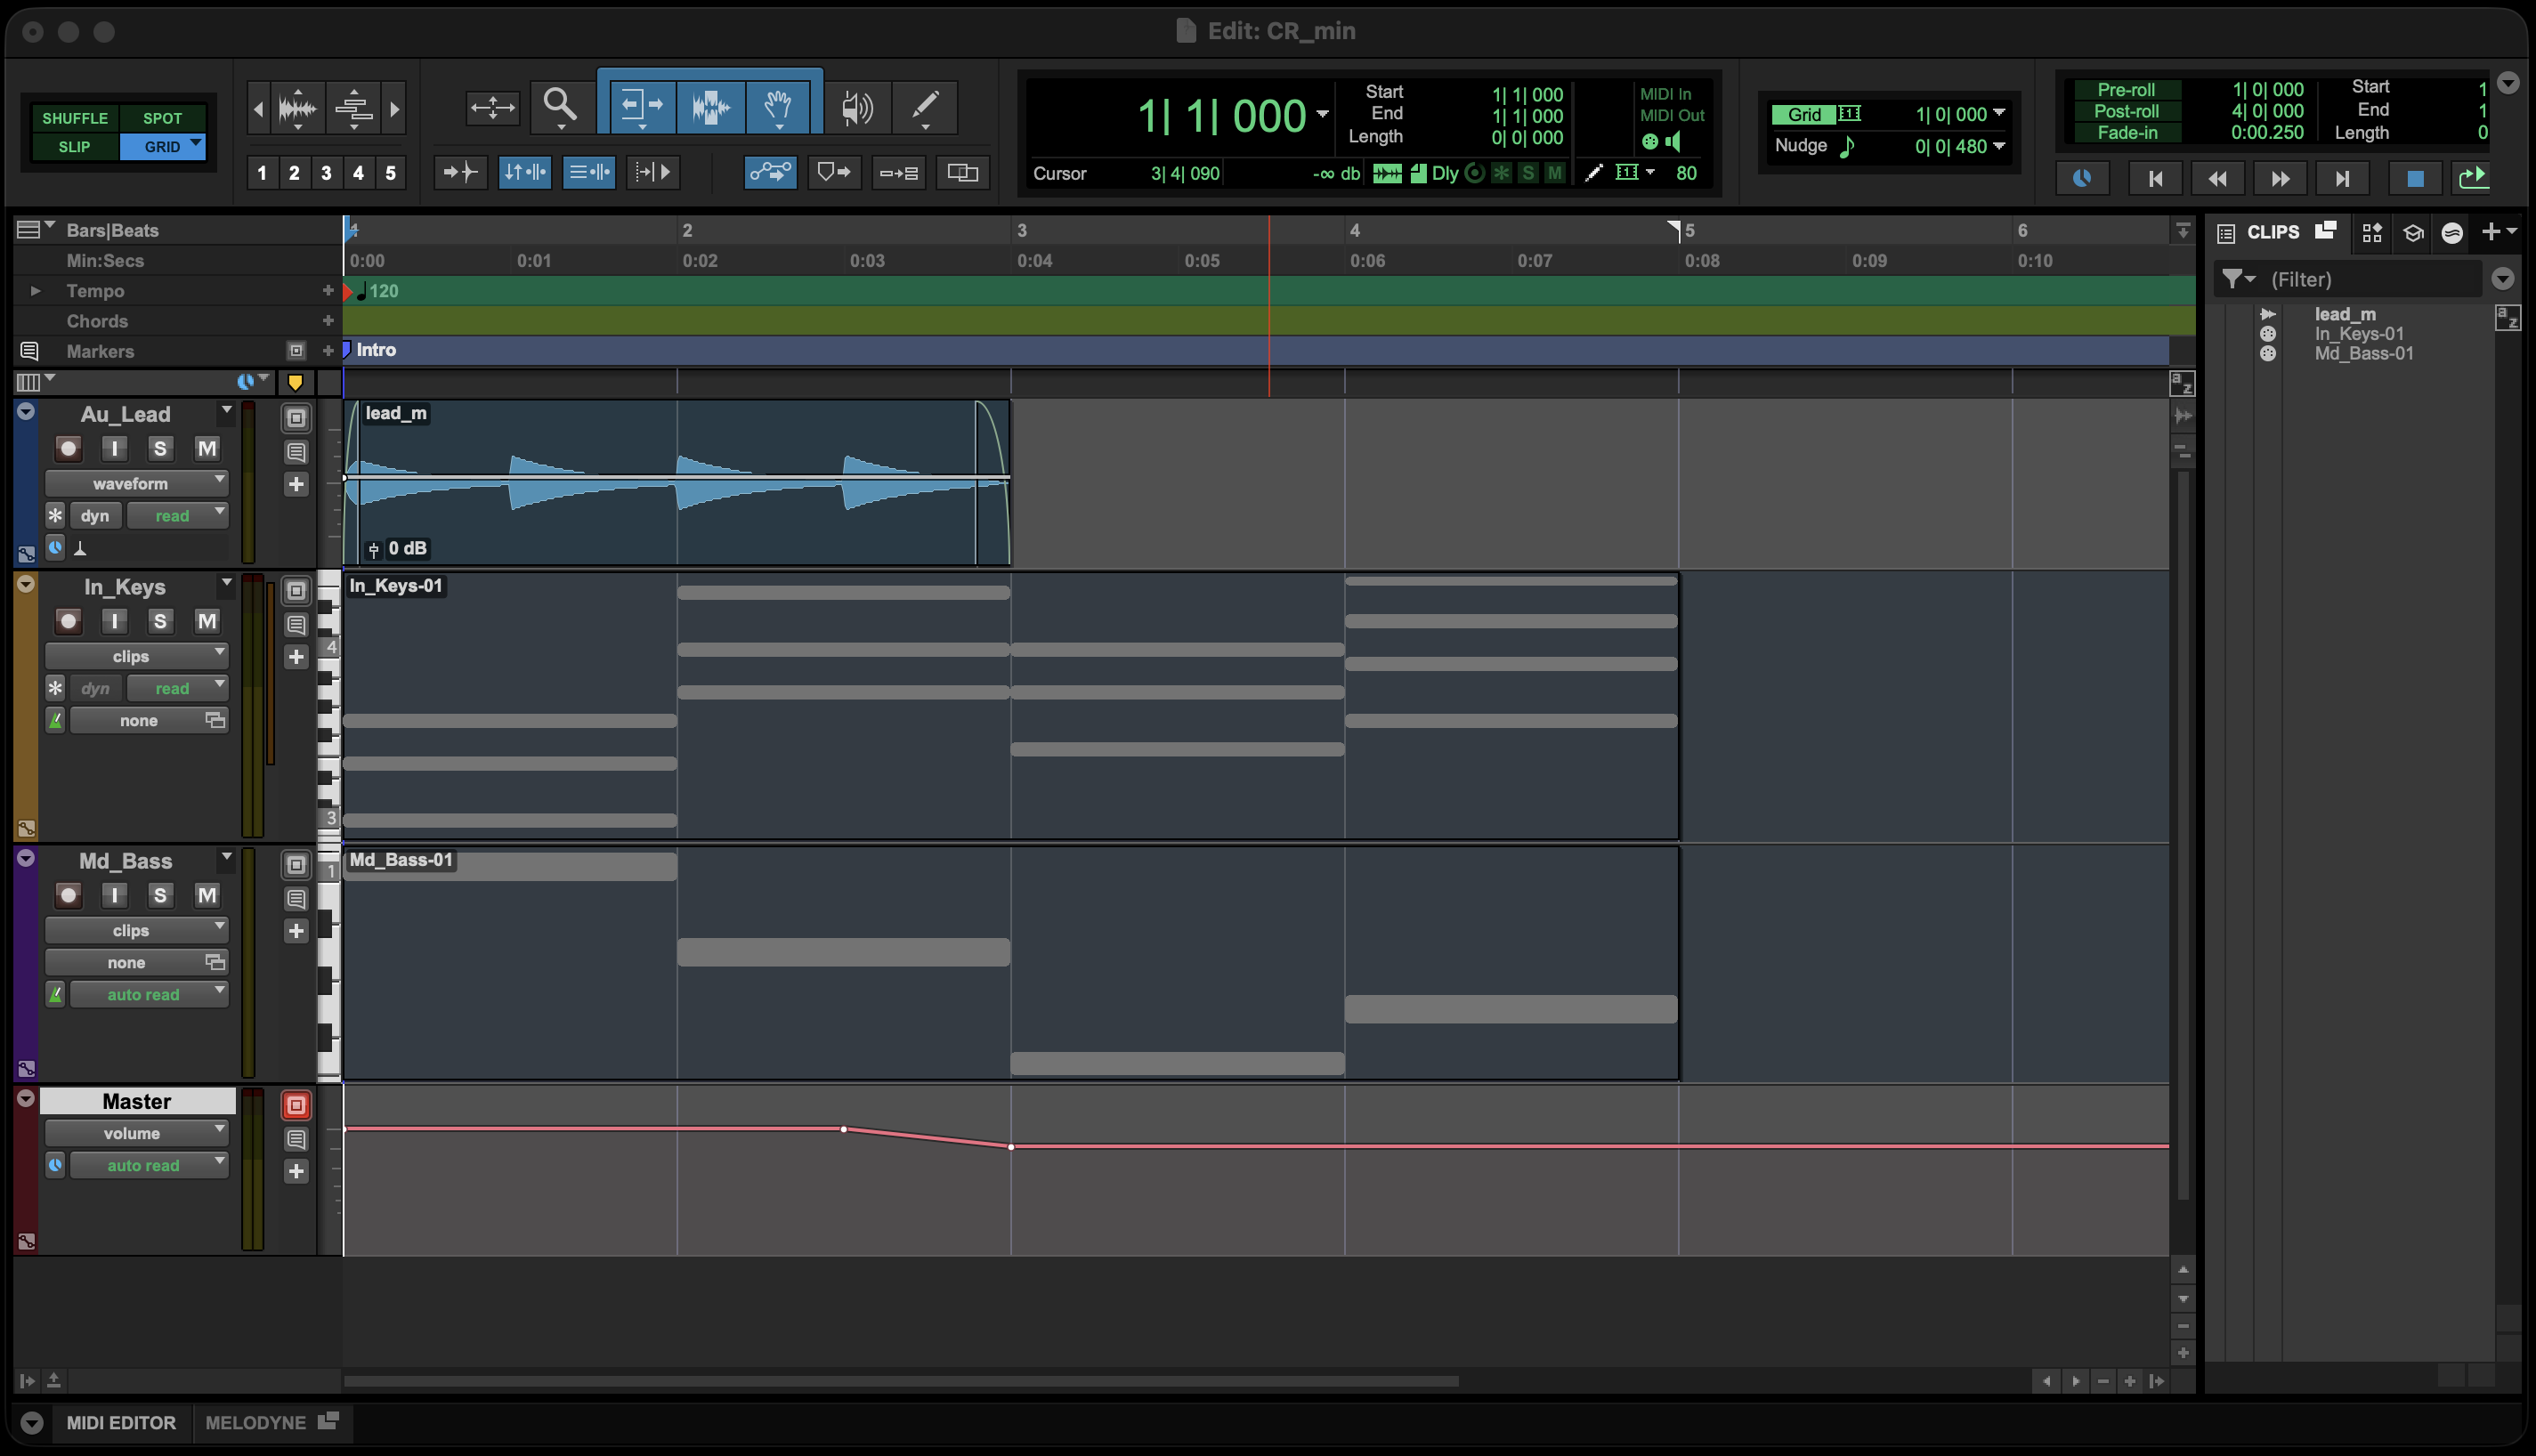 Edit: CR_min
SHUFFLE SPOT
SLIP GRID
1 2 3 4 5
1| 1| 000
Start 1| 1| 000
End 1| 1| 000
Length 0| 0| 000
Cursor 3| 4| 090
-∞ db Dly S M
MIDI In
MIDI Out
80
Grid 1| 0| 000
Nudge 0| 0| 480
Pre-roll 1| 0| 000
Post-roll 4| 0| 000
Fade-in 0:00.250
Start 1
End 1
Length 0
Bars|Beats 1 2 3 4 5 6
Min:Secs 0:00 0:01 0:02 0:03 0:04 0:05 0:06 0:07 0:08 0:09 0:10
Tempo 120
Chords
Markers Intro
Au_Lead
I S M
waveform
dyn read
lead_m
0 dB
In_Keys
I S M
clips
dyn read
none
4
3
In_Keys-01
Md_Bass
I S M
clips
none
auto read
1
Md_Bass-01
Master
volume
auto read
CLIPS
(Filter)
a z
lead_m
In_Keys-01
Md_Bass-01
a z
MIDI EDITOR MELODYNE